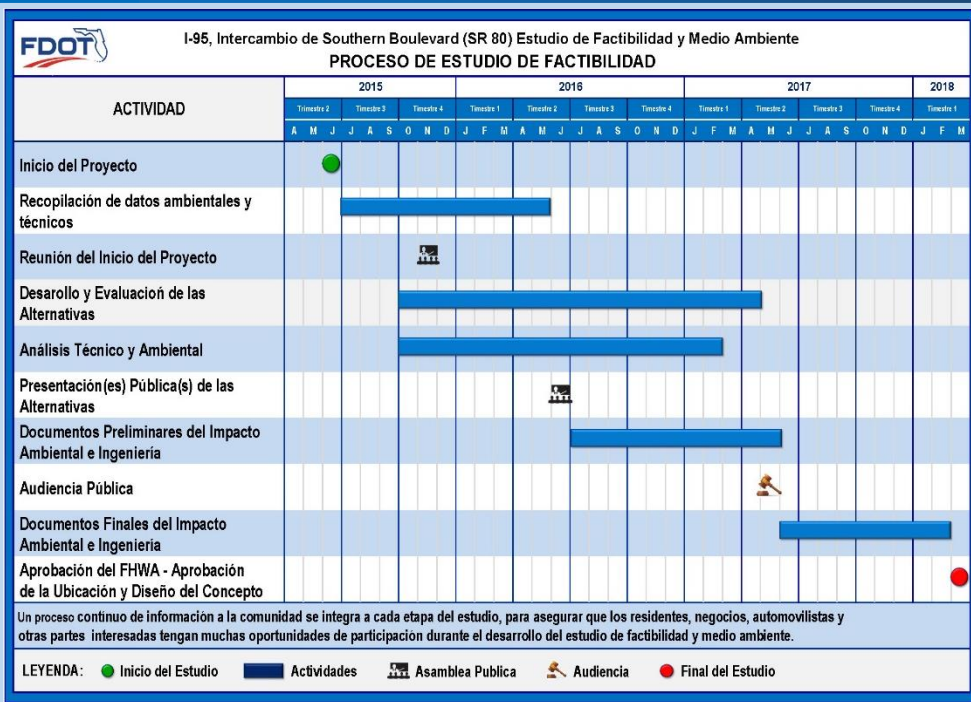 FDOT
I-95, Intercambio de Southern Boulevard (SR 80) Estudio de Factibilidad y Medio Ambiente
PROCESO DE ESTUDIO DE FACTIBILIDAD
ACTIVIDAD
2015 2016 2017 2018
Trimestre 2 Trimestre 3 Trimestre 4 Trimestre 1 Trimestre 2 Trimestre 3 Trimestre 4 Trimestre 1 Trimestre 2 Trimestre 3 Trimestre 4 Trimestre 1
A M J J A S O N D J F M A M J J A S O N D J F M A M J J A S O N D J F M
Inicio del Proyecto
Recopilación de datos ambientales y
técnicos
Reunión del Inicio del Proyecto
Desarollo y Evaluacioń de las
Alternativas
Análisis Técnico y Ambiental
Presentación(es) Pública(s) de las
Alternativas
Documentos Preliminares del Impacto
Ambiental e Ingeniería
Audiencia Pública
Documentos Finales del Impacto
Ambiental e Ingeniería
Aprobación del FHWA - Aprobación
de la Ubicación y Diseño del Concepto
Un proceso continuo de información a la comunidad se integra a cada etapa del estudio, para asegurar que los residentes, negocios, automovilistas y
otras partes interesadas tengan muchas oportunidades de participación durante el desarrollo del estudio de factibilidad y medio ambiente.
LEYENDA: Inicio del Estudio Actividades Asamblea Publica Audiencia Final del Estudio